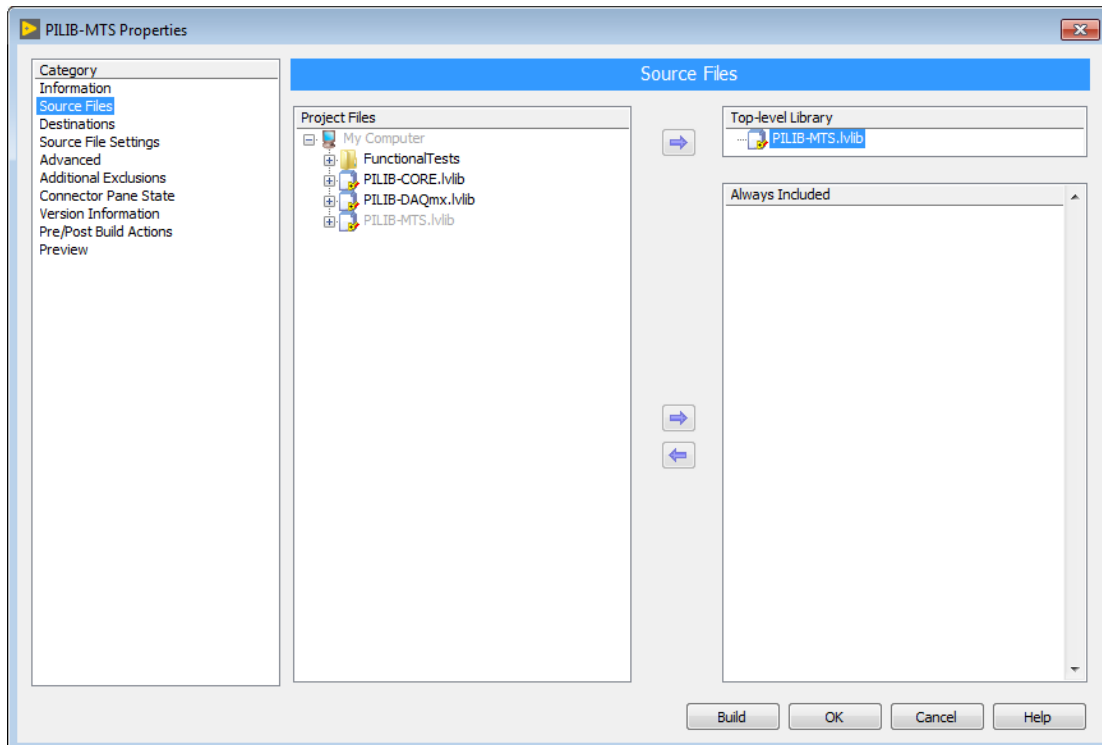 PILIB-MTS Properties
Category
Information
Source Files
Destinations
Source File Settings
Advanced
Additional Exclusions
Connector Pane State
Version Information
Pre/Post Build Actions
Preview
Source Files
Project Files
My Computer
FunctionalTests
PILIB-CORE.lvlib
PILIB-DAQmx.lvlib
PILIB-MTS.lvlib
Top-level Library
PILIB-MTS.lvlib
Always Included
Build
OK
Cancel
Help